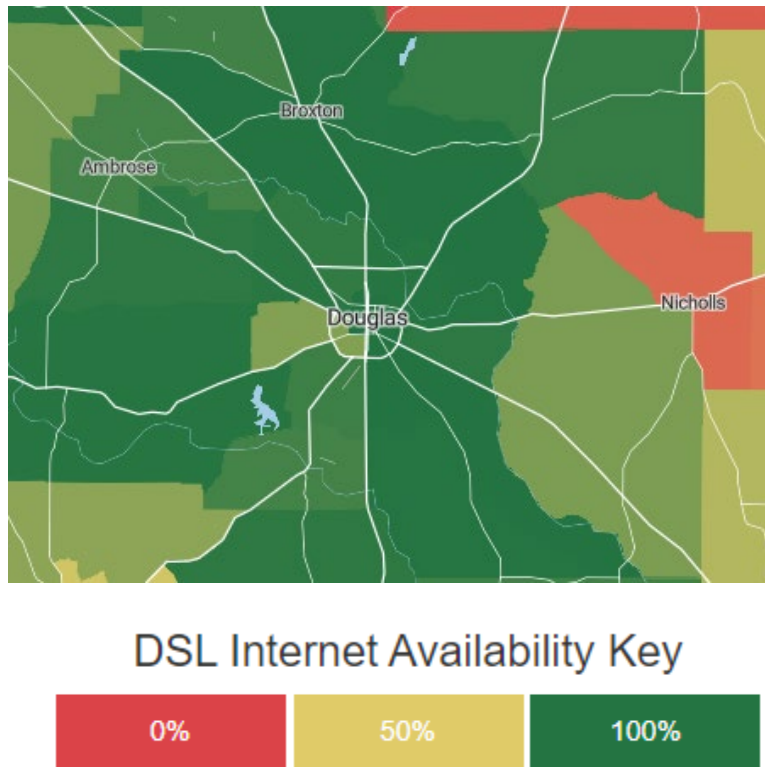 Broxton
Ambrose
Nicholls
Douglas
DSL Internet Availability Key
0%
50%
100%